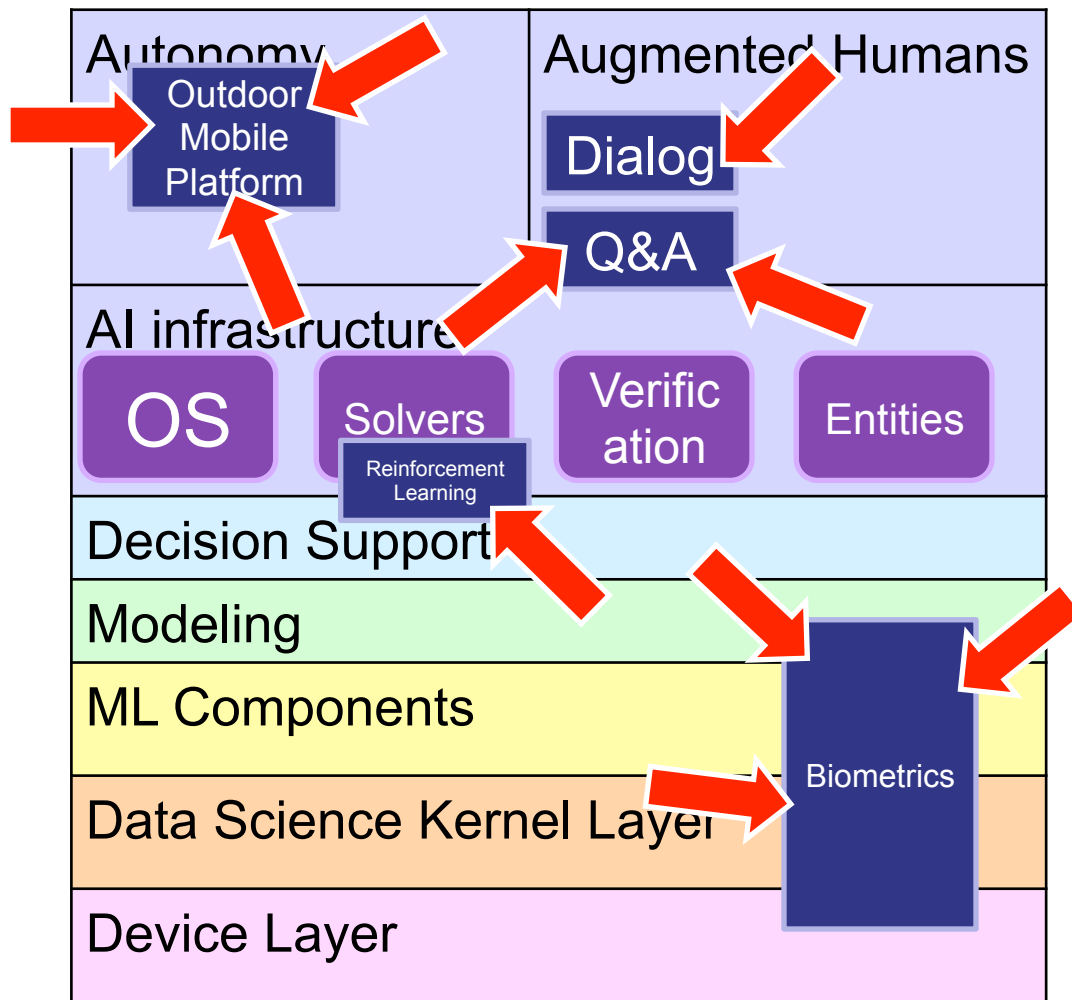 Autonomy
Augmented Humans
Outdoor
Mobile
Platform
Dialog
Q&A
AI infrastructure
OS
Solvers
Verific
ation
Entities
Reinforcement
Learning
Decision Support
Modeling
ML Components
Biometrics
Data Science Kernel Layer
Device Layer